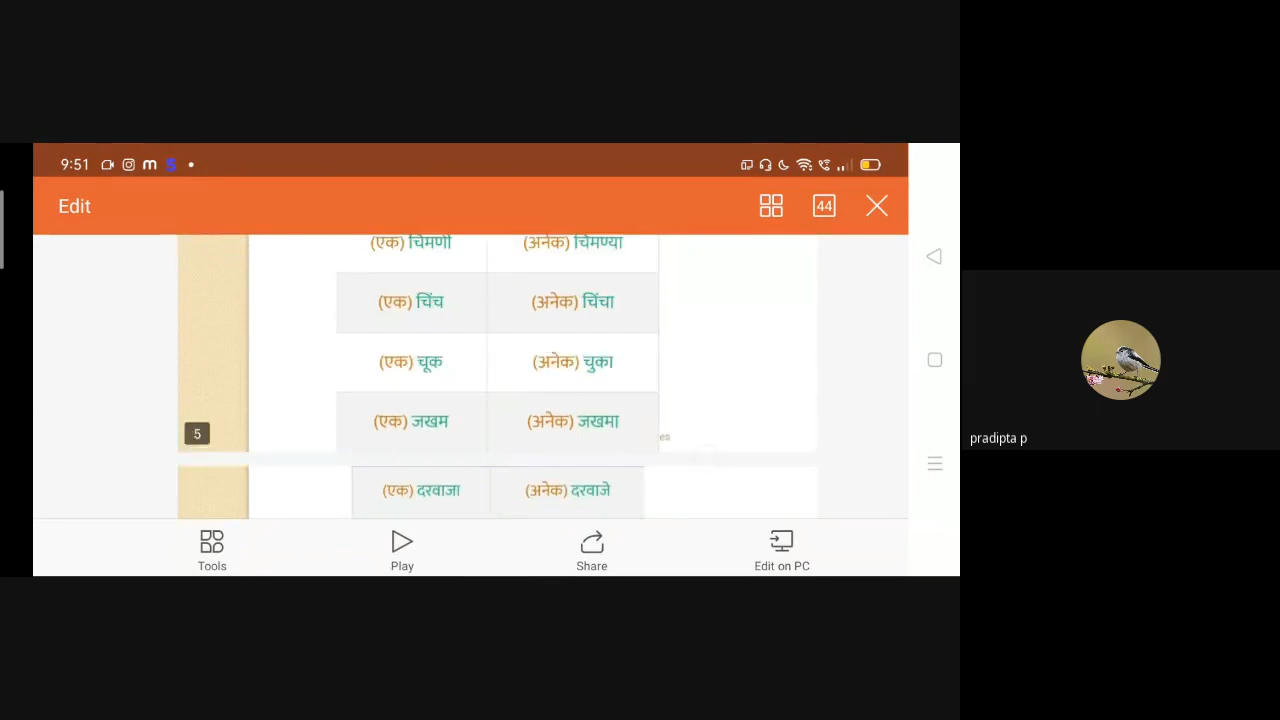 9:51
Edit
44
(एक) चिमणी (अनेक) चिमण्या
(एक) चिंच (अनेक) चिंचा
(एक) चूक (अनेक) चुका
(एक) जखम (अनेक) जखमा
5
es
(एक) दरवाजा (अनेक) दरवाजे
Tools Play Share Edit on PC
pradipta p